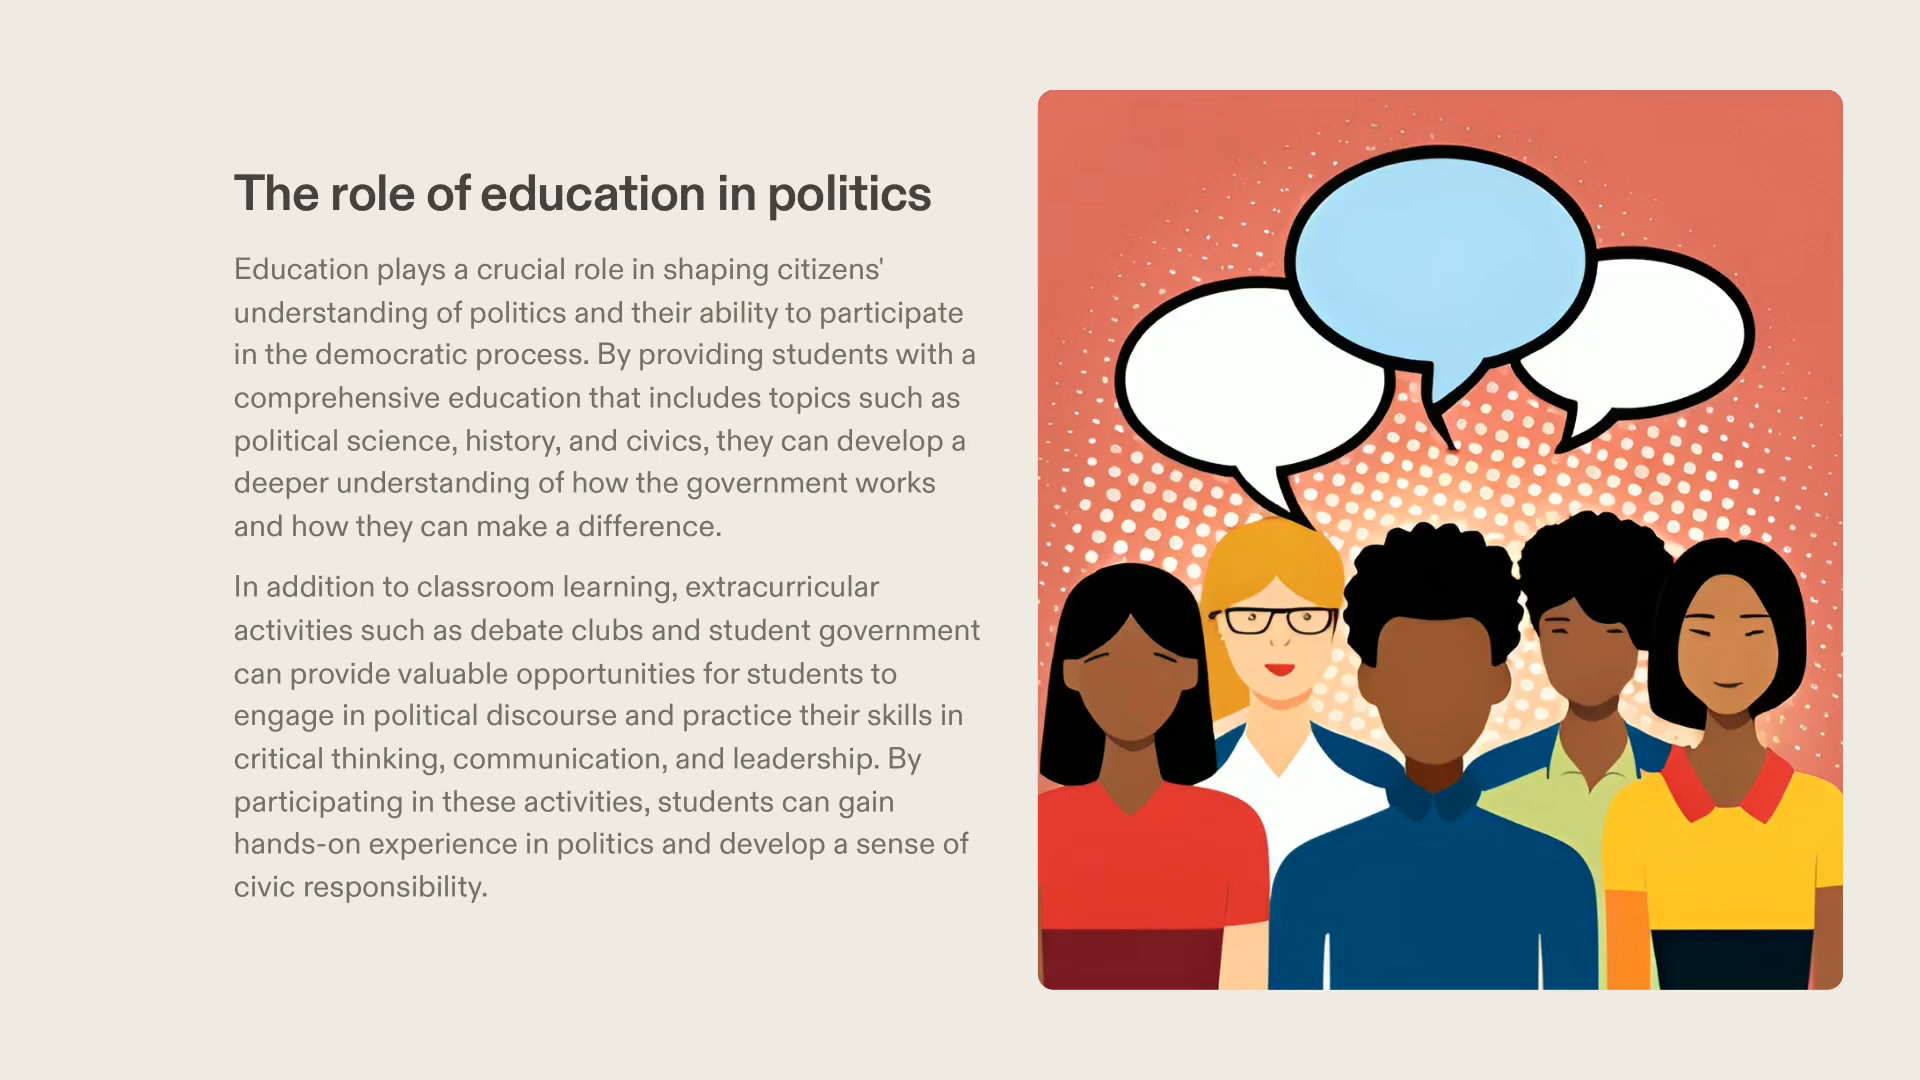 The role of education in politics
Education plays a crucial role in shaping citizens'
understanding of politics and their ability to participate
in the democratic process. By providing students with a
comprehensive education that includes topics such as
political science, history, and civics, they can develop a
deeper understanding of how the government works
and how they can make a difference.
In addition to classroom learning, extracurricular
activities such as debate clubs and student government
can provide valuable opportunities for students to
engage in political discourse and practice their skills in
critical thinking, communication, and leadership. By
participating in these activities, students can gain
hands-on experience in politics and develop a sense of
civic responsibility.